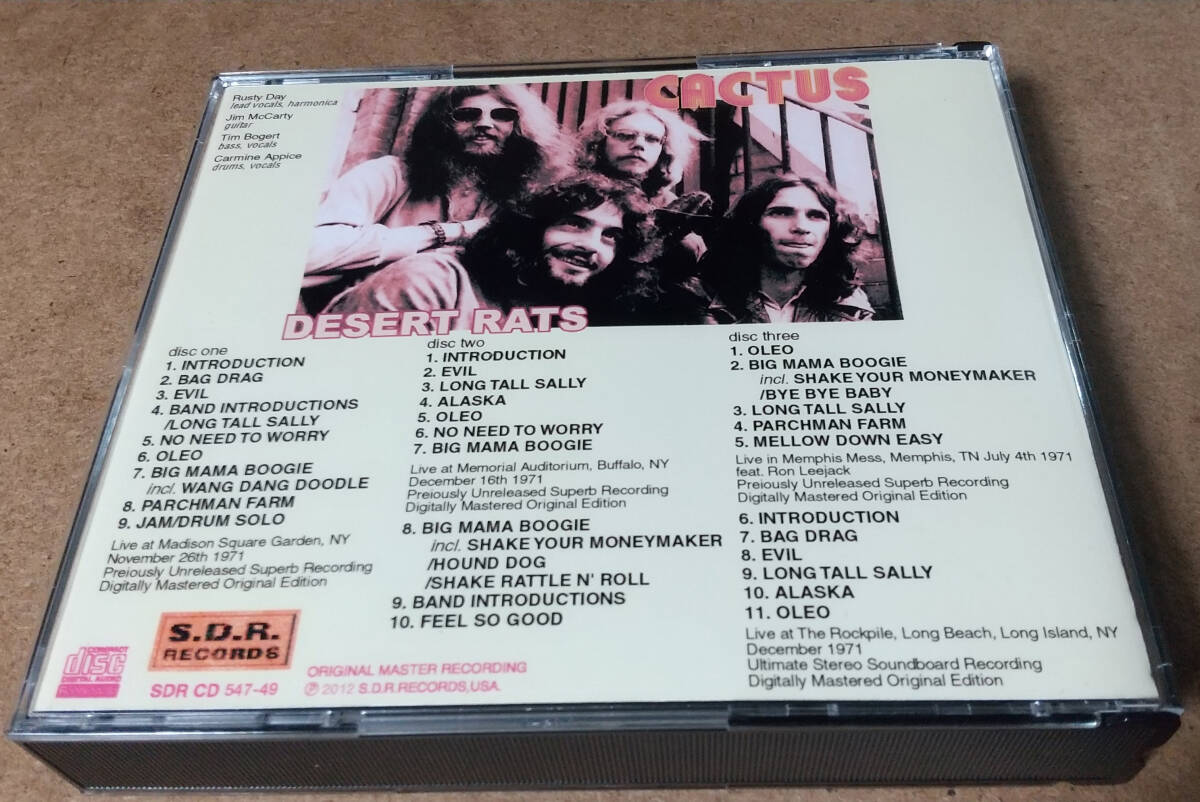 CACTUS
Rusty Day
lead vocals, harmonica
Jim McCarty
guitar
Tim Bogert
bass, vocals
Carmine Appice
drums, vocals
DESERT RATS
disc one
1. INTRODUCTION
2. BAG DRAG
3. EVIL
4. BAND INTRODUCTIONS
/LONG TALL SALLY
5. NO NEED TO WORRY
6. OLEO
7. BIG MAMA BOOGIE
incl. WANG DANG DOODLE
8. PARCHMAN FARM
9. JAM/DRUM SOLO
Live at Madison Square Garden, NY
November 26th 1971
Preiously Unreleased Superb Recording
Digitally Mastered Original Edition
disc two
1. INTRODUCTION
2. EVIL
3. LONG TALL SALLY
4. ALASKA
5. OLEO
6. NO NEED TO WORRY
7. BIG MAMA BOOGIE
Live at Memorial Auditorium, Buffalo, NY
December 16th 1971
Preiously Unreleased Superb Recording
Digitally Mastered Original Edition
8. BIG MAMA BOOGIE
incl. SHAKE YOUR MONEYMAKER
/HOUND DOG
/SHAKE RATTLE N' ROLL
9. BAND INTRODUCTIONS
10. FEEL SO GOOD
disc three
1. OLEO
2. BIG MAMA BOOGIE
incl. SHAKE YOUR MONEYMAKER
/BYE BYE BABY
3. LONG TALL SALLY
4. PARCHMAN FARM
5. MELLOW DOWN EASY
Live in Memphis Mess, Memphis, TN July 4th 1971
feat. Ron Leejack
Preiously Unreleased Superb Recording
Digitally Mastered Original Edition
6. INTRODUCTION
7. BAG DRAG
8. EVIL
9. LONG TALL SALLY
10. ALASKA
11. OLEO
Live at The Rockpile, Long Beach, Long Island, NY
December 1971
Ultimate Stereo Soundboard Recording
Digitally Mastered Original Edition
S.D.R.
RECORDS
COMPACT
disc
DIGITAL AUDIO
SDR CD 547-49
ORIGINAL MASTER RECORDING
℗ 2012 S.D.R.RECORDS,USA.